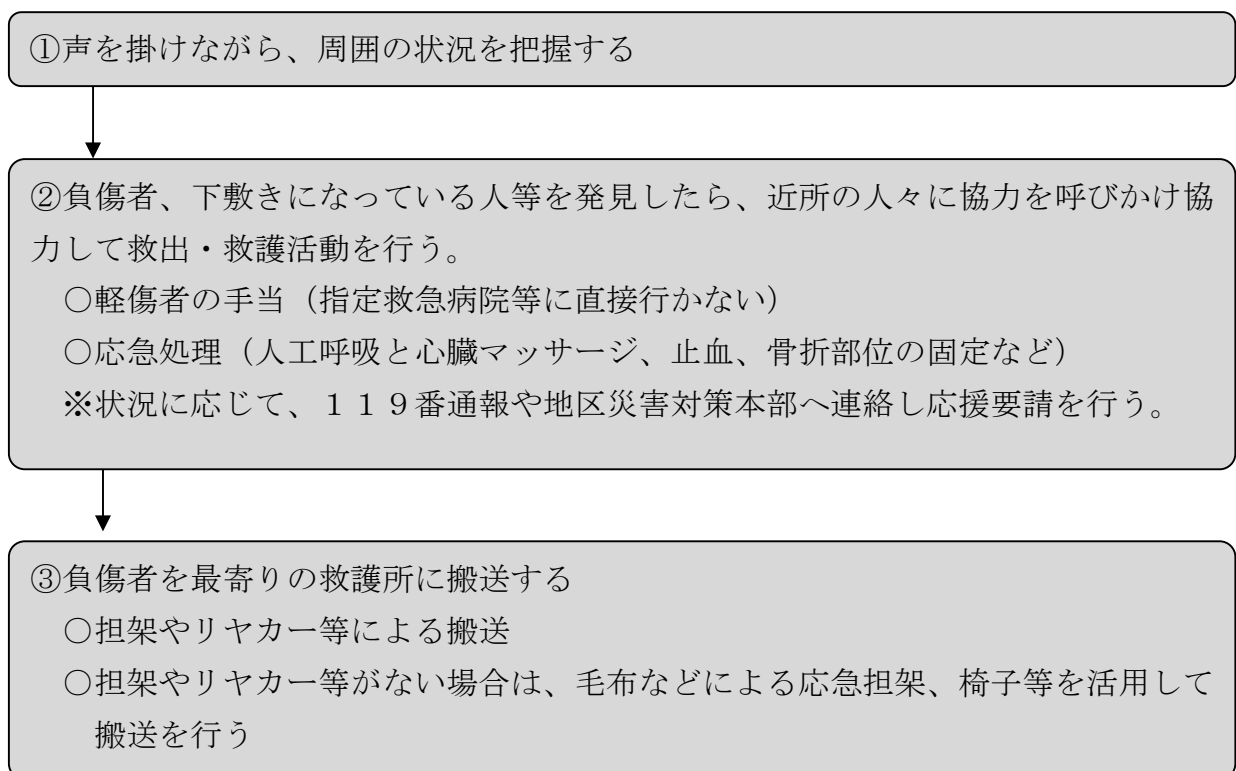 ①声を掛けながら、周囲の状況を把握する
②負傷者、下敷きになっている人等を発見したら、近所の人々に協力を呼びかけ協
力して救出・救護活動を行う。
○軽傷者の手当（指定救急病院等に直接行かない）
○応急処理（人工呼吸と心臓マッサージ、止血、骨折部位の固定など）
※状況に応じて、１１９番通報や地区災害対策本部へ連絡し応援要請を行う。
③負傷者を最寄りの救護所に搬送する
○担架やリヤカー等による搬送
○担架やリヤカー等がない場合は、毛布などによる応急担架、椅子等を活用して
搬送を行う